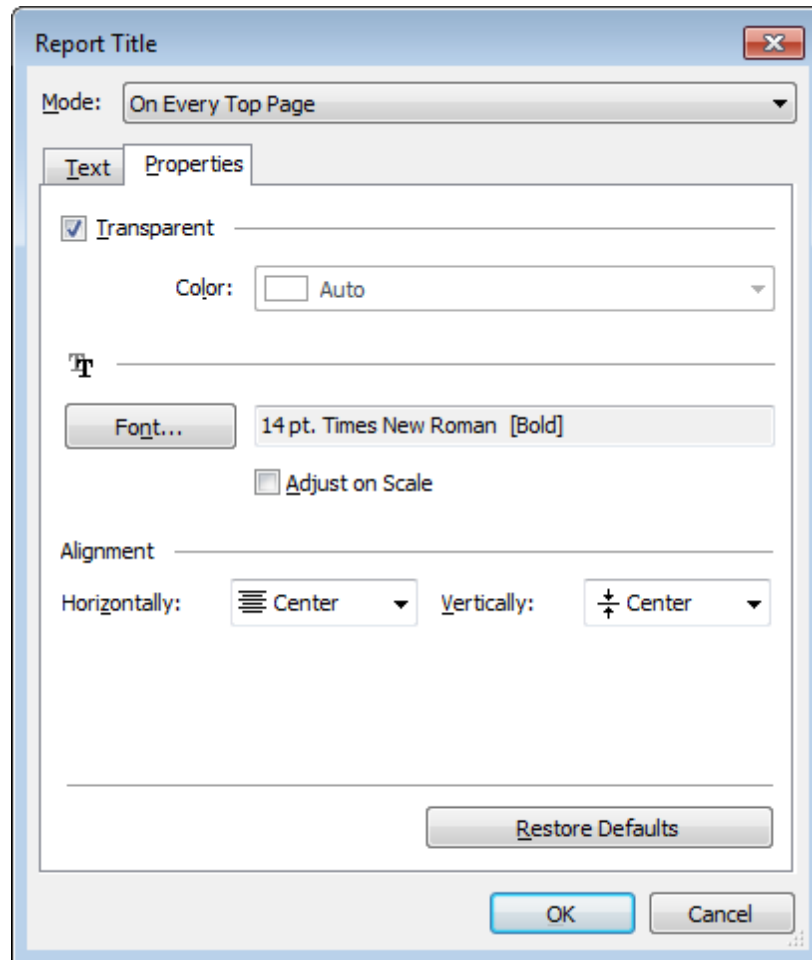 Report Title
Mode: On Every Top Page
Text Properties
Transparent
Color: Auto
Font... 14 pt. Times New Roman [Bold]
Adjust on Scale
Alignment
Horizontally: Center Vertically: Center
Restore Defaults
OK Cancel